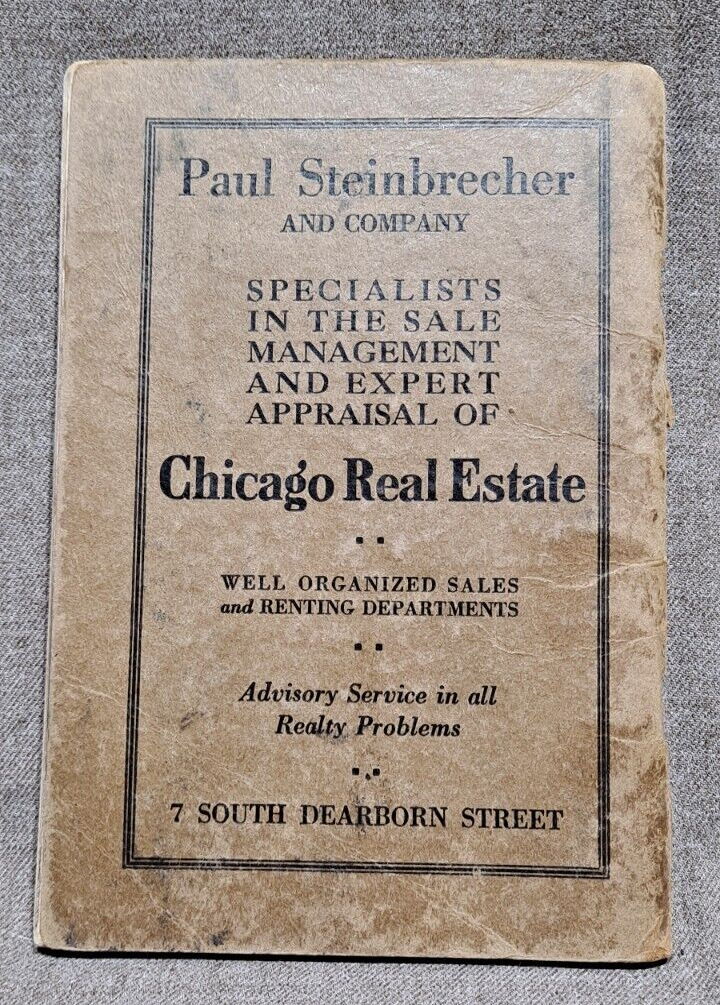 Paul Steinbrecher
AND COMPANY
SPECIALISTS
IN THE SALE
MANAGEMENT
AND EXPERT
APPRAISAL OF
Chicago Real Estate
WELL ORGANIZED SALES
and RENTING DEPARTMENTS
Advisory Service in all
Realty Problems
7 SOUTH DEARBORN STREET